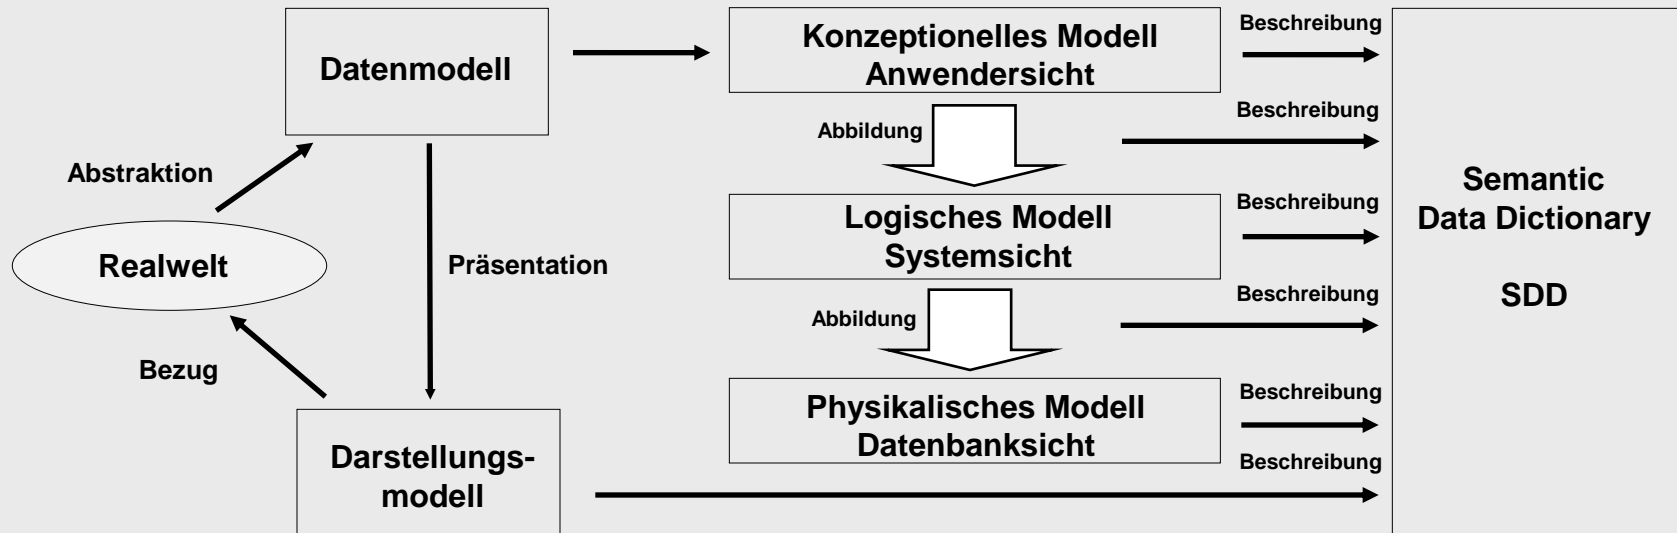 Datenmodell
Abstraktion
Realwelt
Bezug
Präsentation
Darstellungs-
modell
Konzeptionelles Modell
Anwendersicht
Abbildung
Logisches Modell
Systemsicht
Abbildung
Physikalisches Modell
Datenbanksicht
Beschreibung
Beschreibung
Beschreibung
Beschreibung
Beschreibung
Beschreibung
Semantic
Data Dictionary
SDD